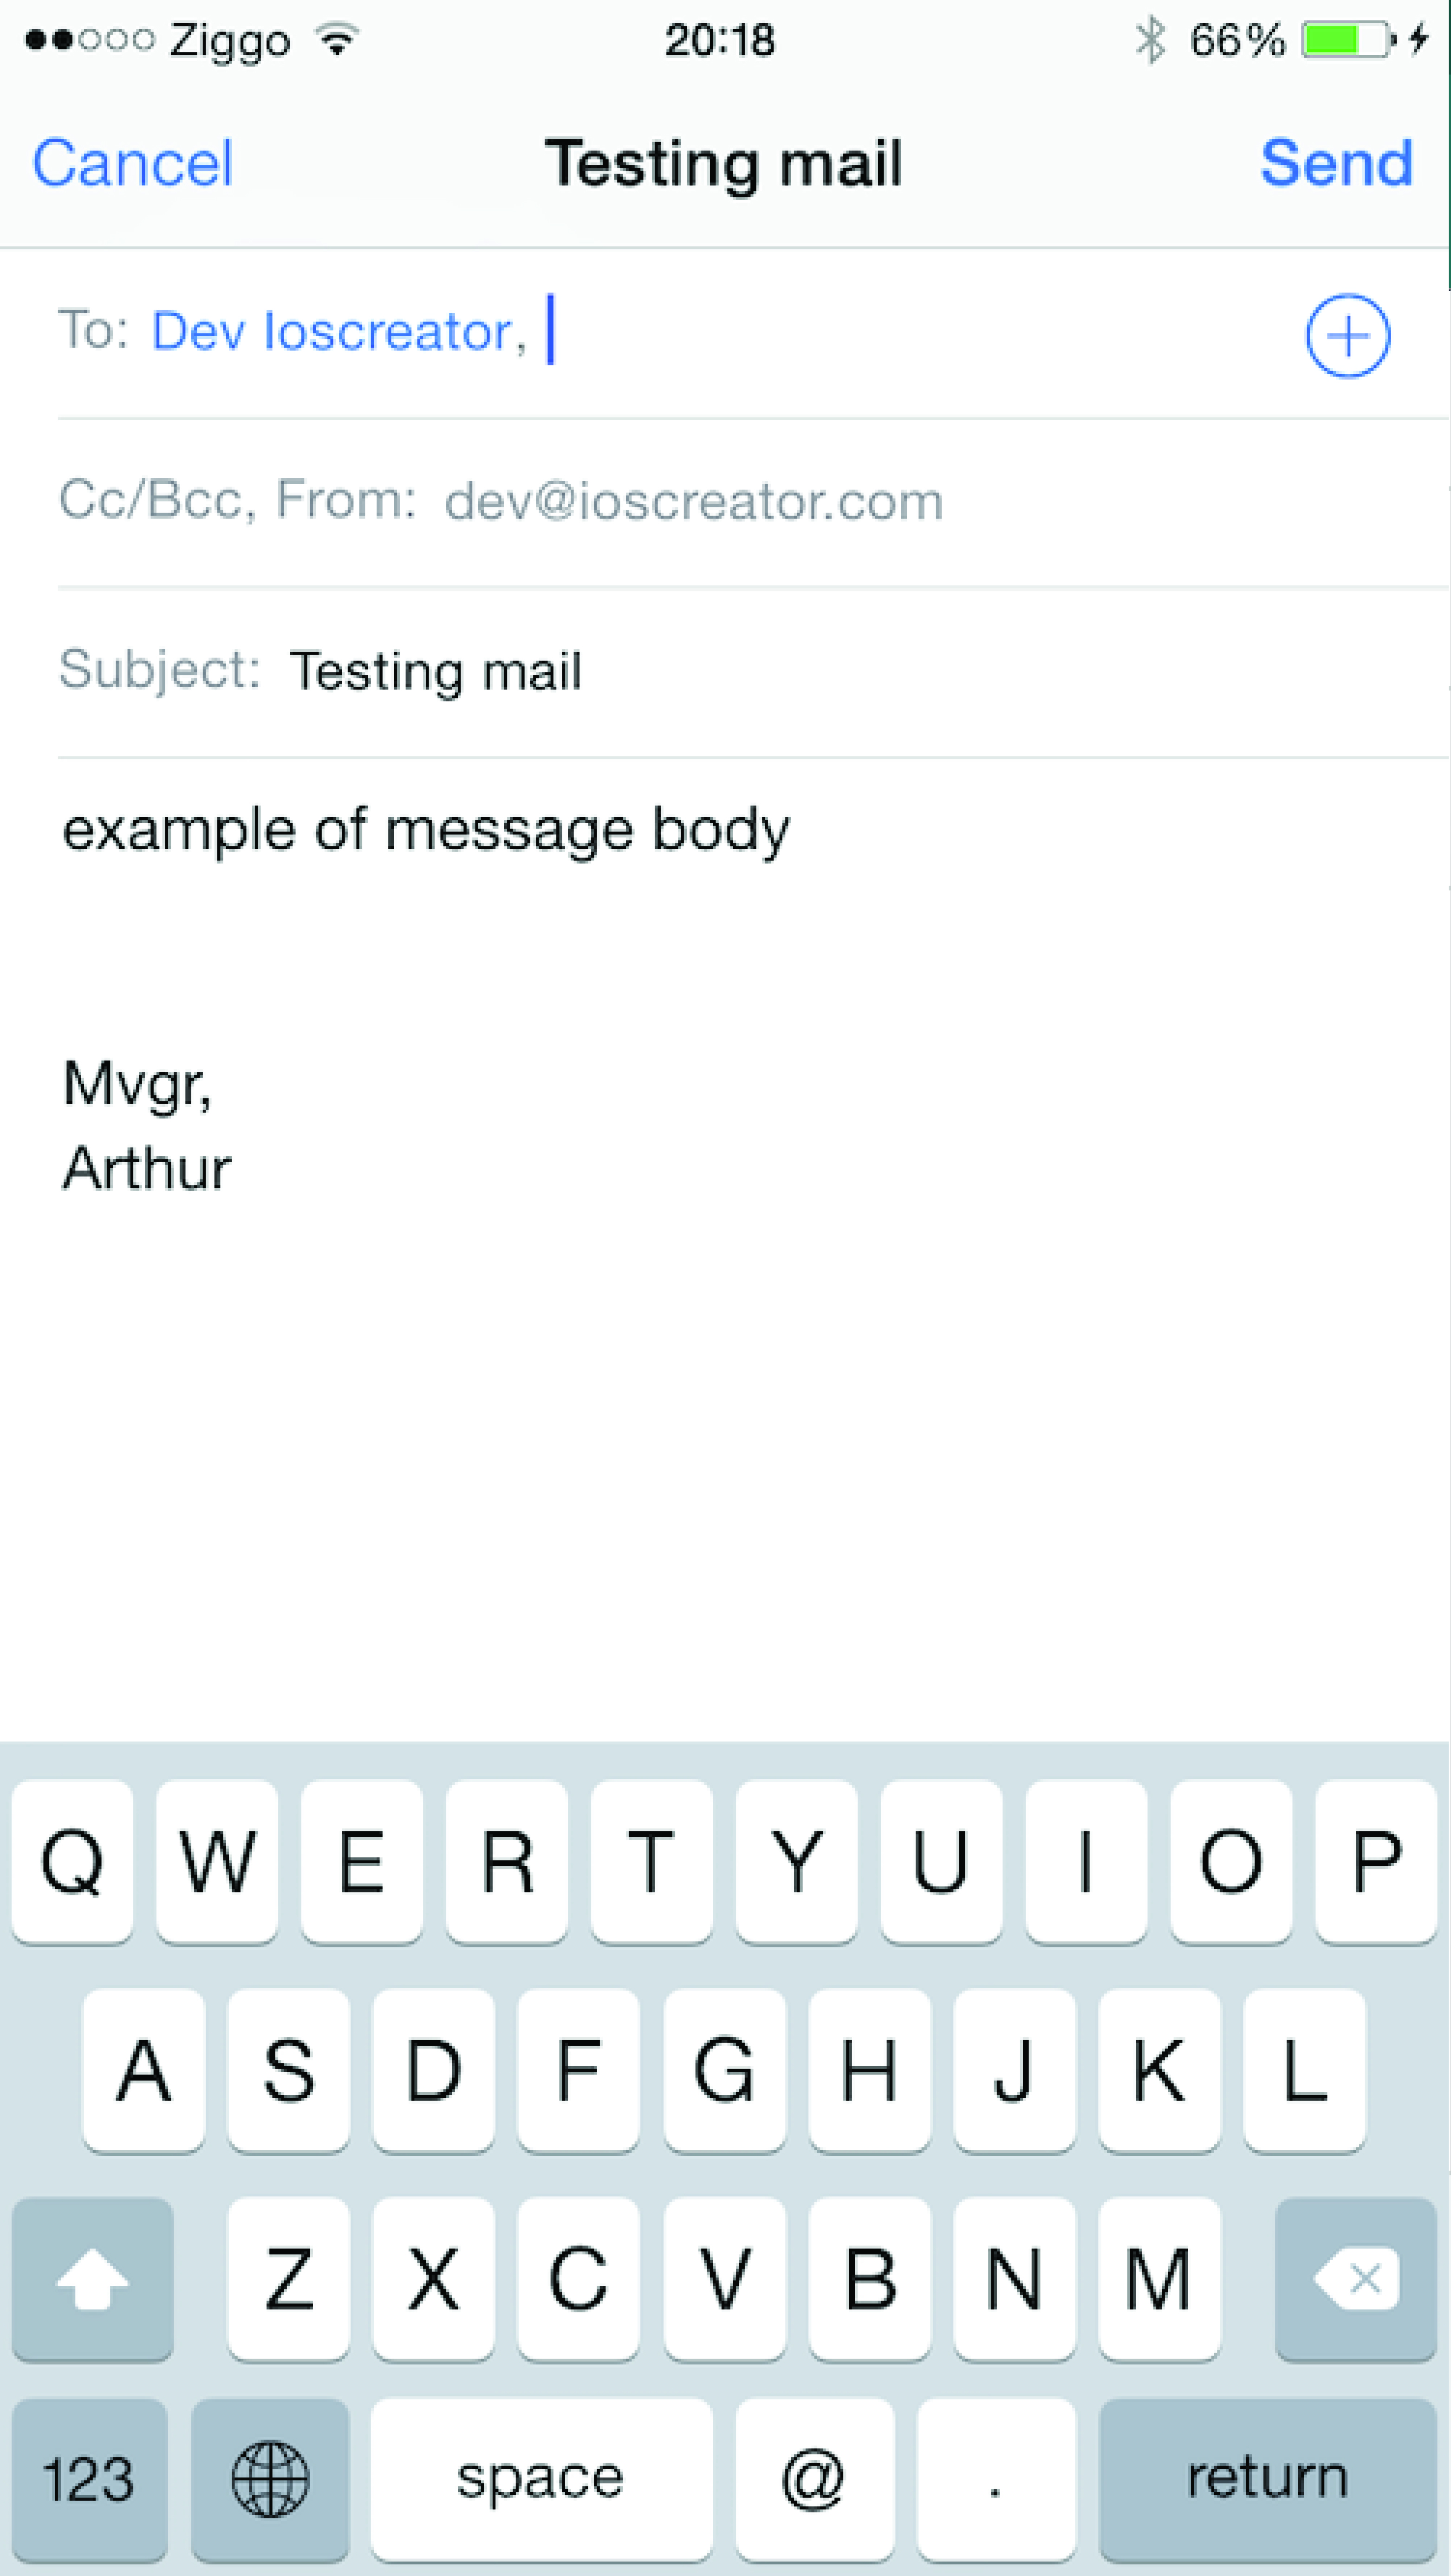 Ziggo 20:18 66%
Cancel Testing mail Send
To: Dev Ioscreator,
Cc/Bcc, From: dev@ioscreator.com
Subject: Testing mail
example of message body
Mvgr,
Arthur
Q W E R T Y U I O P
A S D F G H J K L
Z X C V B N M
123 space @ . return